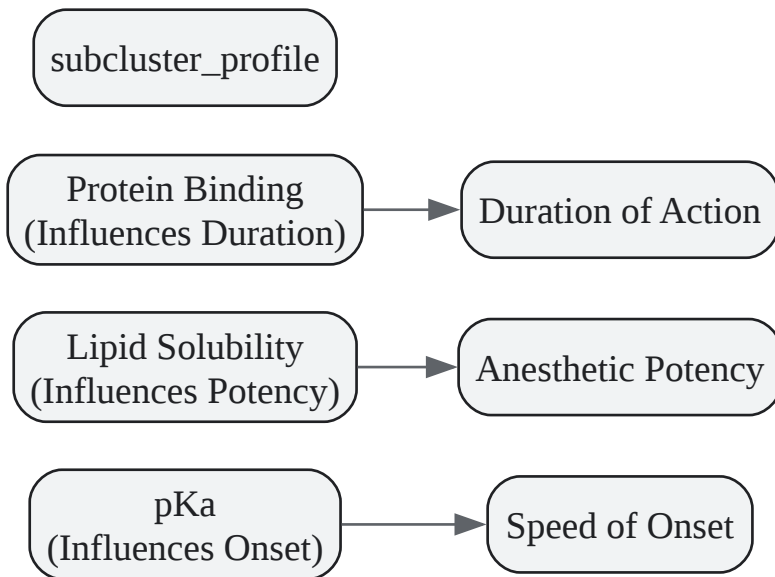 subcluster_profile
Protein Binding
(Influences Duration)
Duration of Action
Lipid Solubility
(Influences Potency)
Anesthetic Potency
pKa
(Influences Onset)
Speed of Onset